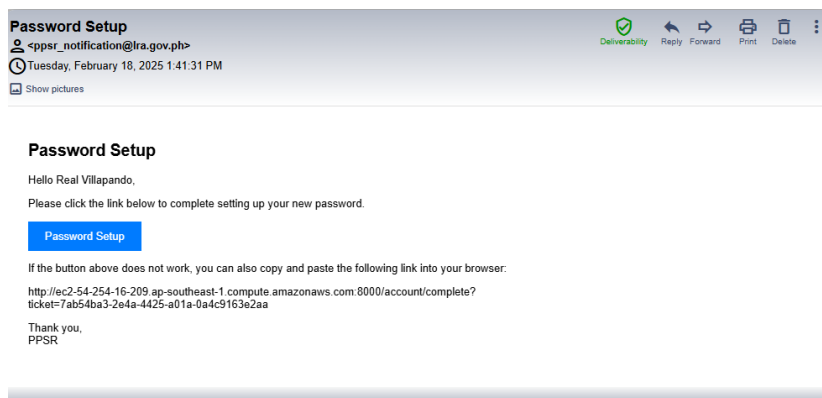 Password Setup
<ppsr_notification@lra.gov.ph>
Tuesday, February 18, 2025 1:41:31 PM
Show pictures
Deliverability
Reply
Forward
Print
Delete
Password Setup
Hello Real Villapando,
Please click the link below to complete setting up your new password.
Password Setup
If the button above does not work, you can also copy and paste the following link into your browser:
http://ec2-54-254-16-209.ap-southeast-1.compute.amazonaws.com:8000/account/complete?
ticket=7ab54ba3-2e4a-4425-a01a-0a4c9163e2aa
Thank you,
PPSR